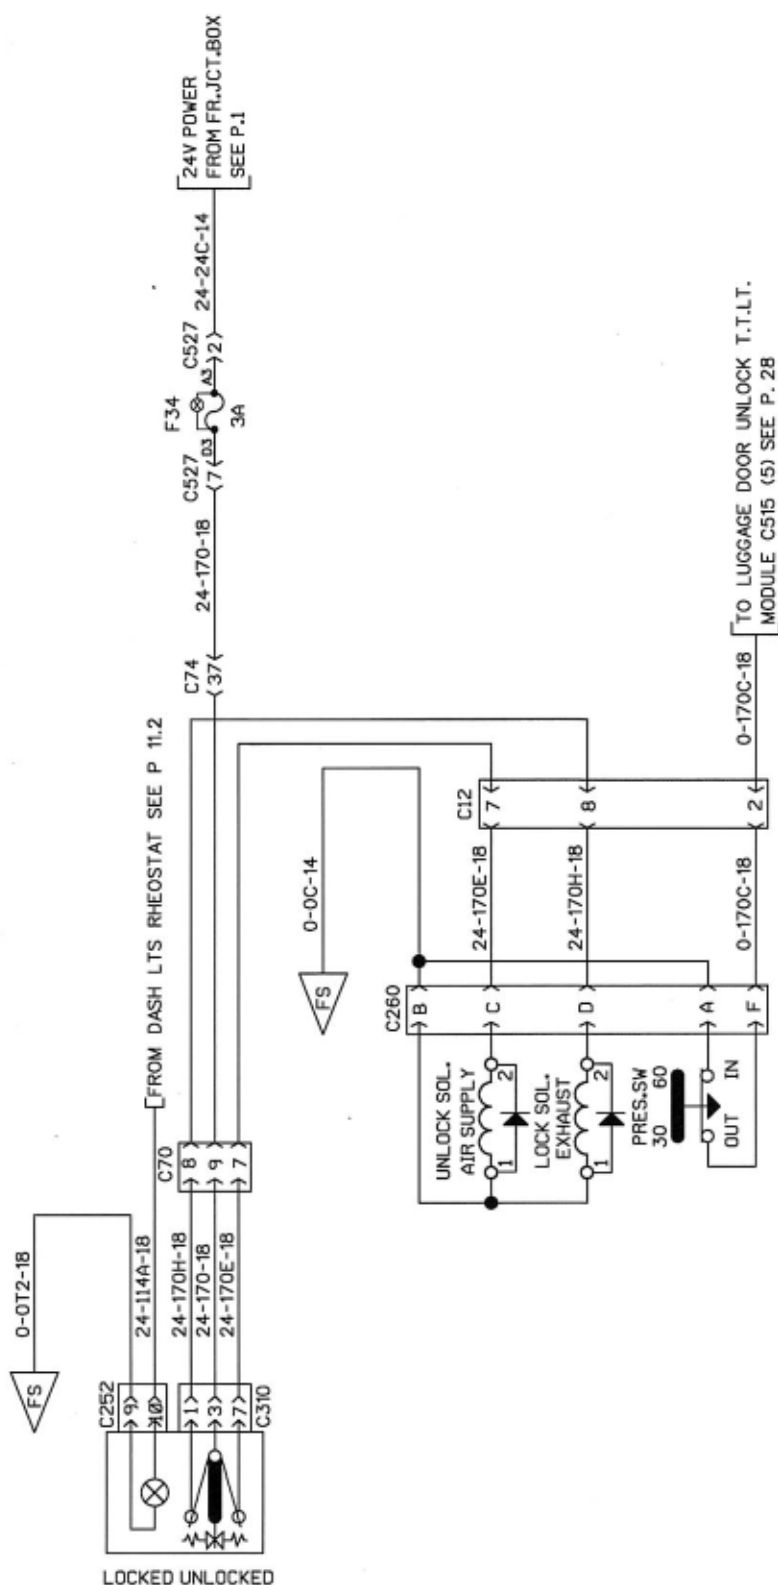 24V POWER
FROM FR.JCT.BOX
SEE P.1
24-24C-14
C527
2
A3
F34
3A
D3
C527
7
24-170-18
C74
37
FROM DASH LTS RHEOSTAT SEE P 11.2
TO LUGGAGE DOOR UNLOCK T.T.LT.
MODULE C515 (5) SEE P. 28
0-170C-18
C12
7
8
2
0-0C-14
FS
24-170E-18
24-170H-18
0-170C-18
C260
B
C
D
A
F
UNLOCK SOL.
AIR SUPPLY
1
2
LOCK SOL.
EXHAUST
1
2
PRES.SW
30 60
OUT IN
C70
8
9
7
0-0T2-18
FS
24-114A-18
24-170H-18
24-170-18
24-170E-18
C252
9
10
1
3
7
C310
LOCKED UNLOCKED